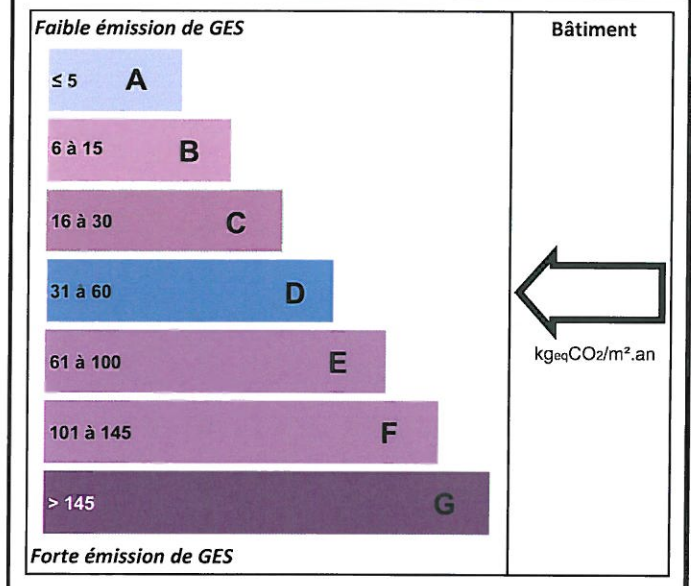 Faible émission de GES
Bâtiment
≤ 5 A
6 à 15 B
16 à 30 C
31 à 60 D
61 à 100 E
kgeqCO2/m².an
101 à 145 F
> 145 G
Forte émission de GES